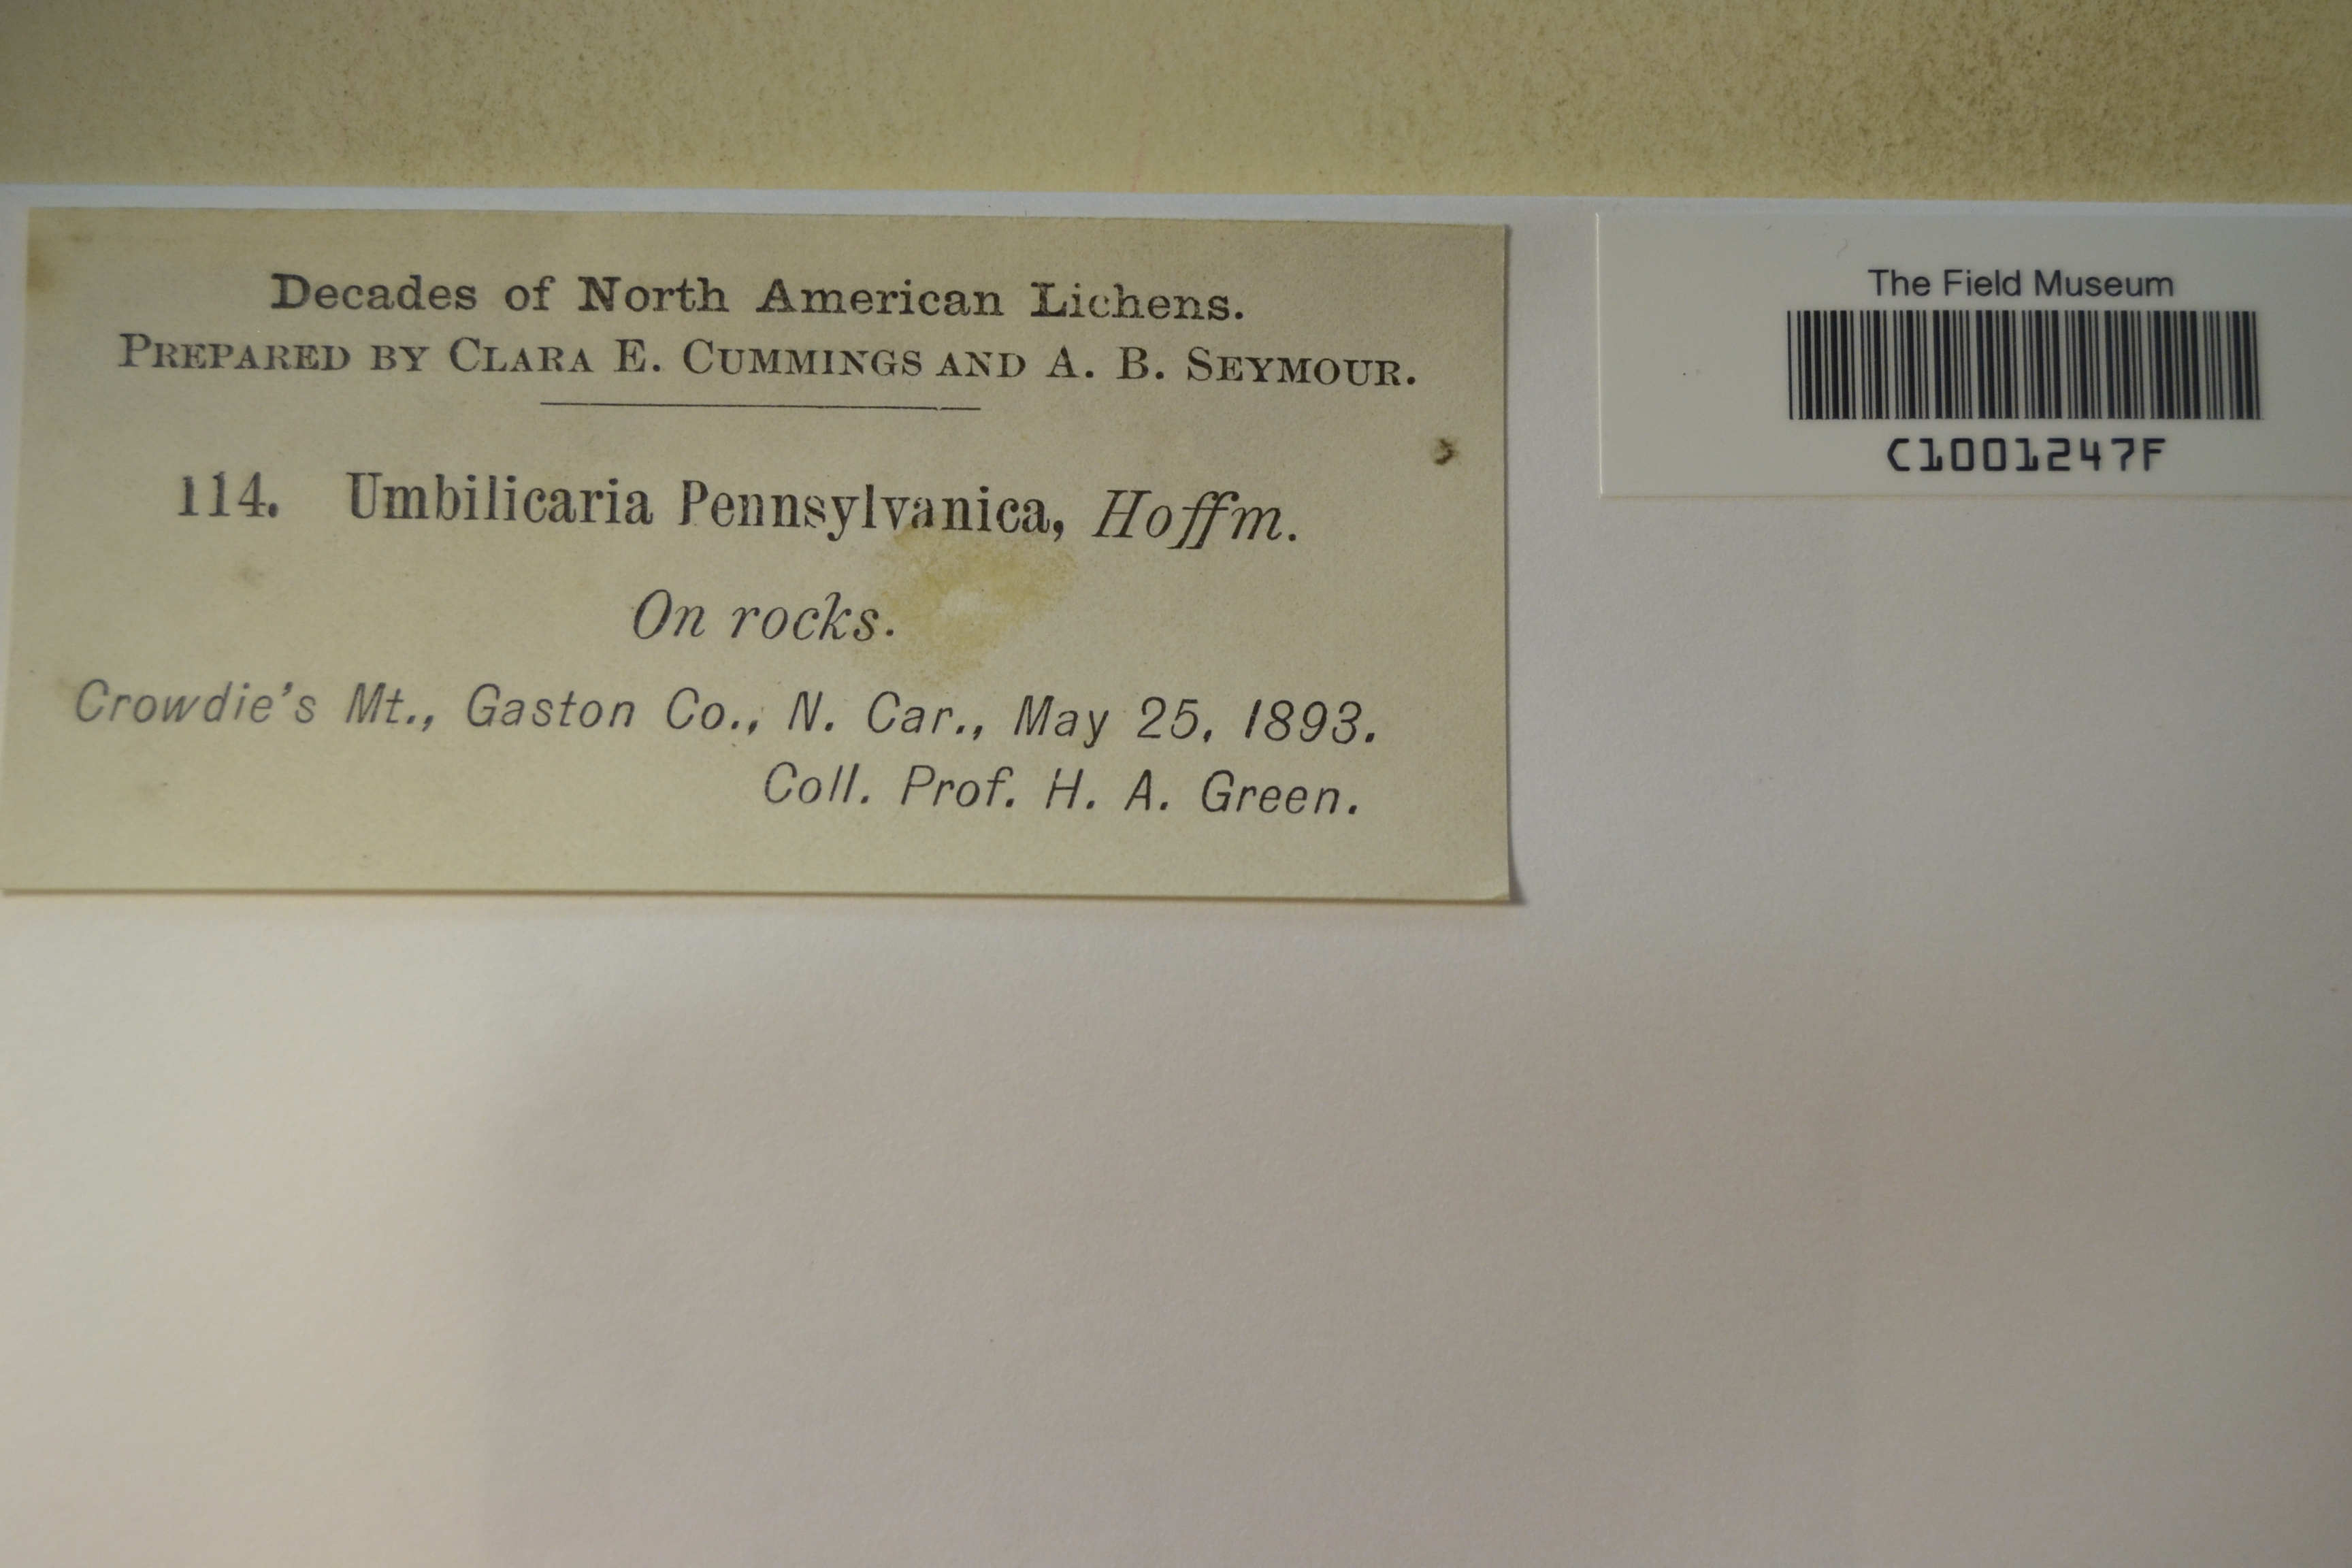 Decades of North American Lichens.
PREPARED BY CLARA E. CUMMINGS AND A. B. SEYMOUR.
114. Umbilicaria Pennsylvanica, Hoffm.
On rocks.
Crowdie's Mt., Gaston Co., N. Car., May 25, 1893.
Coll. Prof. H. A. Green.
The Field Museum
C1001247F